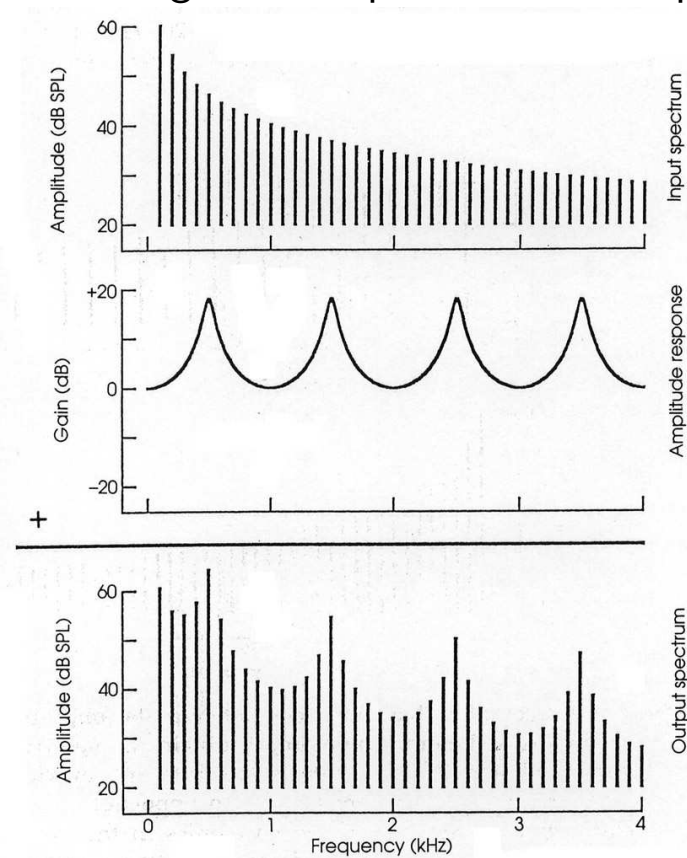 60
40
20
Amplitude (dB SPL)
Input spectrum
+20
0
−20
Gain (dB)
Amplitude response
+
60
40
20
Amplitude (dB SPL)
Output spectrum
0 1 2 3 4
Frequency (kHz)